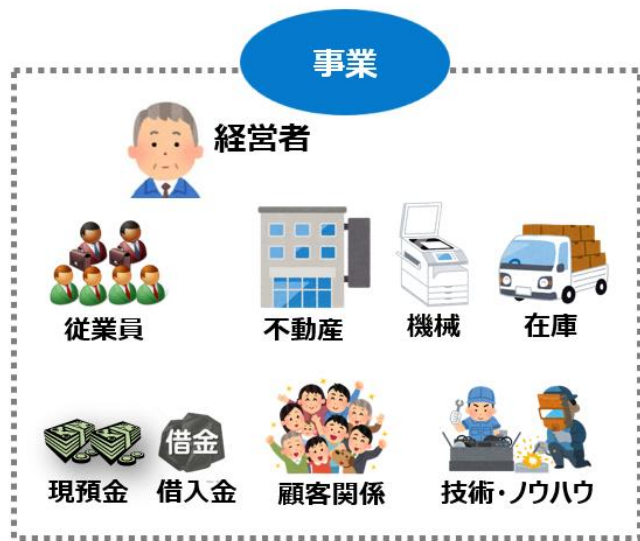 事業
経営者
従業員
不動産
機械
在庫
借金
現預金
借入金
顧客関係
技術・ノウハウ